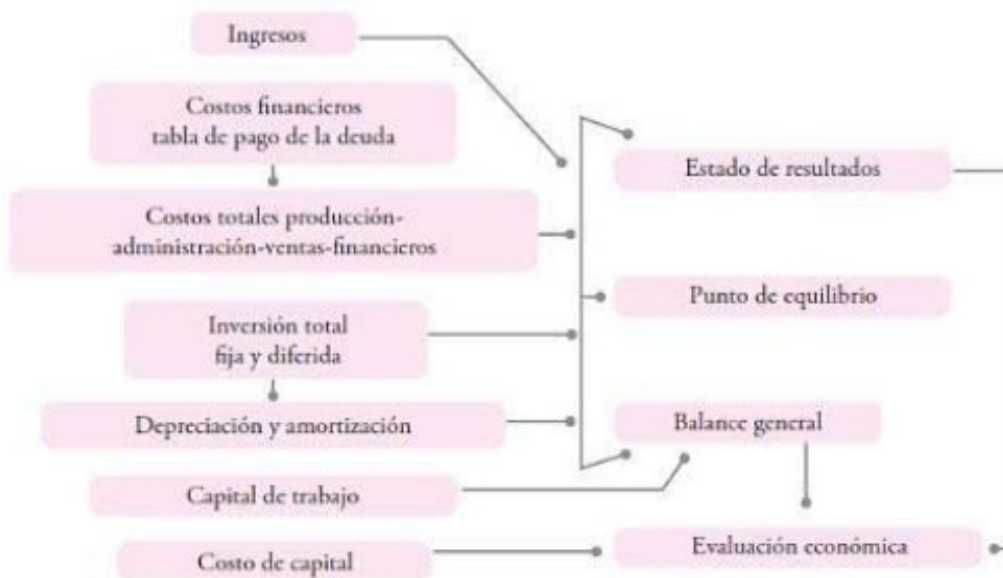 Ingresos
Costos financieros
tabla de pago de la deuda
Costos totales producción-
administración-ventas-financieros
Inversión total
fija y diferida
Depreciación y amortización
Capital de trabajo
Costo de capital
Estado de resultados
Punto de equilibrio
Balance general
Evaluación económica